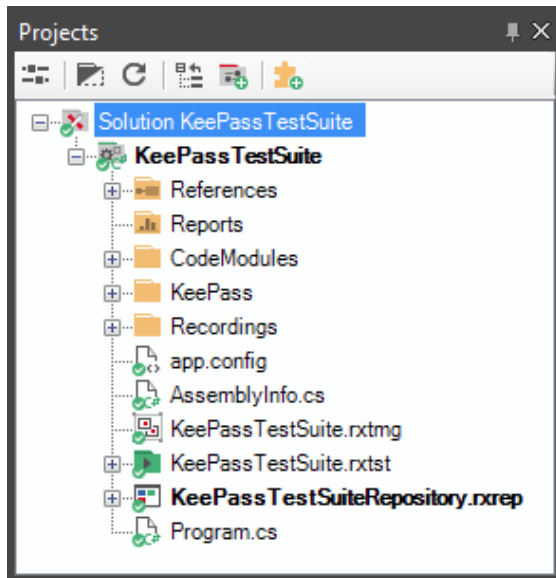 Projects
Solution KeePassTestSuite
KeePassTestSuite
References
Reports
CodeModules
KeePass
Recordings
app.config
AssemblyInfo.cs
KeePassTestSuite.rxtmg
KeePassTestSuite.rxtst
KeePassTestSuiteRepository.rxrep
Program.cs